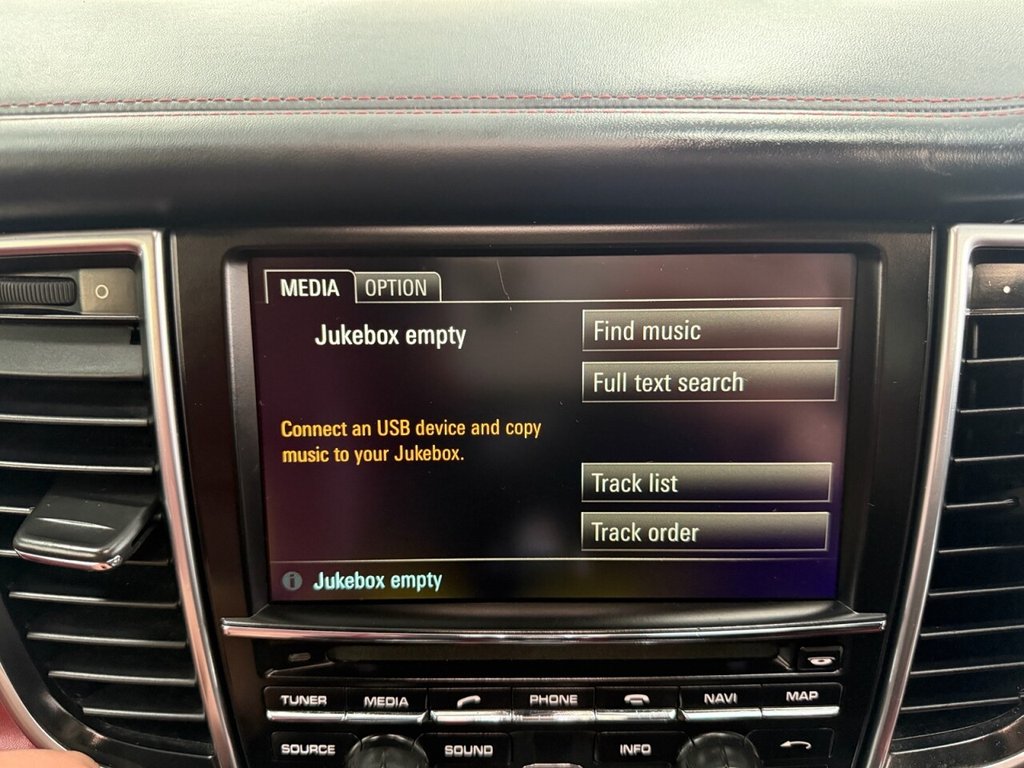 MEDIA OPTION
Jukebox empty
Find music
Full text search
Connect an USB device and copy
music to your Jukebox.
Track list
Track order
Jukebox empty
TUNER MEDIA PHONE NAVI MAP
SOURCE SOUND INFO